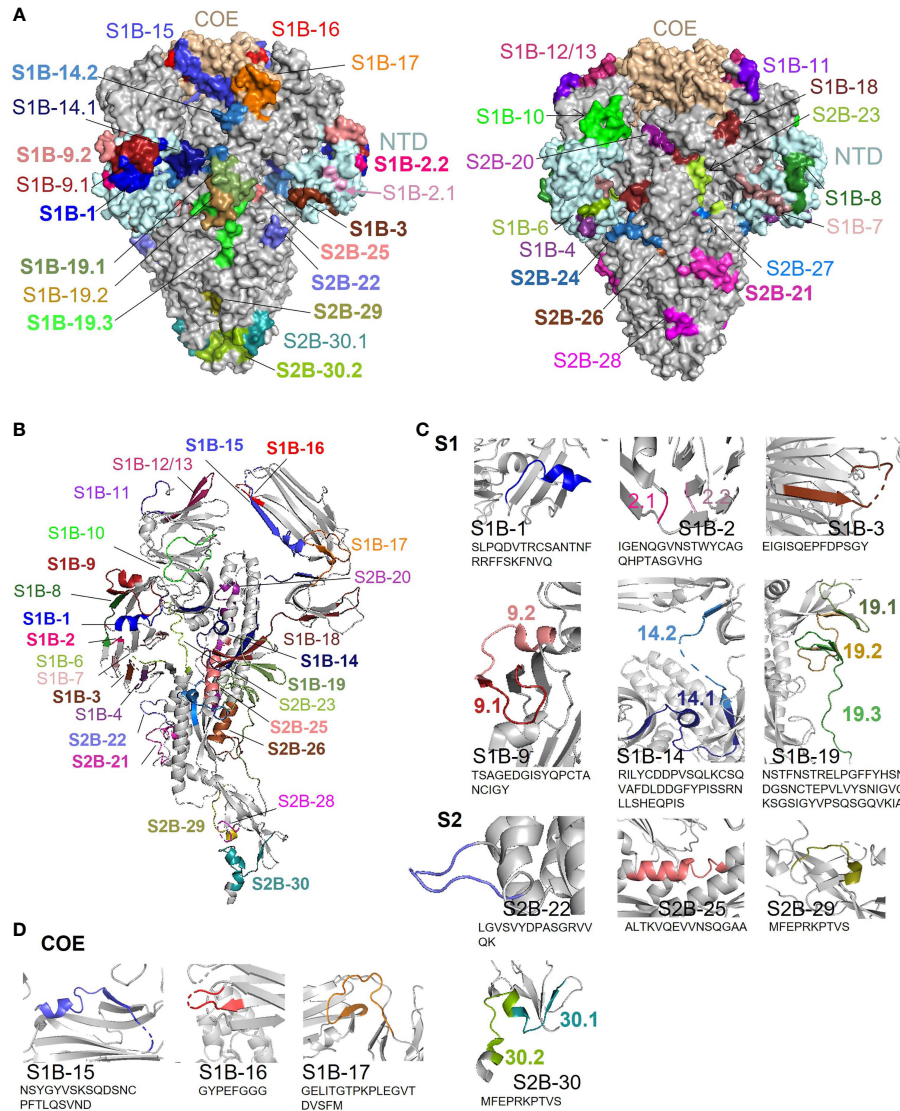 A
COE
S1B-15
S1B-16
S1B-17
S1B-14.2
S1B-14.1
NTD
S1B-9.2
S1B-2.2
S1B-9.1
S1B-2.1
S1B-1
S1B-3
S2B-25
S1B-19.1
S2B-22
S1B-19.2
S2B-29
S1B-19.3
S2B-30.1
S2B-30.2
COE
S1B-12/13
S1B-11
S1B-18
S1B-10
S2B-23
S2B-20
NTD
S1B-8
S1B-6
S1B-7
S1B-4
S2B-24
S2B-27
S2B-21
S2B-26
S2B-28
B
S1B-15
S1B-16
S1B-12/13
S1B-11
S1B-10
S1B-17
S1B-9
S2B-20
S1B-8
S1B-1
S1B-18
S1B-2
S1B-14
S1B-6
S1B-19
S1B-7
S2B-23
S1B-3
S2B-25
S1B-4
S2B-26
S2B-22
S2B-21
S2B-28
S2B-29
S2B-30
C
S1
S1B-1
SLPQDVTRCSANTNF
RRFFSKFNVQ
2.1
2.2
S1B-2
IGENQGVNSTWYCAG
QHPTASGVHG
S1B-3
EIGISQEPFDPSGY
9.2
9.1
S1B-9
TSAGEDGISYQPCTA
NCIGY
14.2
14.1
S1B-14
RILYCDDPVSQLKCSQ
VAFDLDDGFYPISSRN
LLSHEQPIS
19.1
19.2
19.3
S1B-19
NSTFNSTRELPGFFYHSN
DGSNCTEPVLVYSNIGVC
KSGSIGYVPSQSGQVKIA
S2
S2B-22
LGVSVYDPASGRVV
QK
S2B-25
ALTKVQEVVNSQGAA
S2B-29
MFEPRKPTVS
30.1
30.2
S2B-30
MFEPRKPTVS
D
COE
S1B-15
NSYGYVSKSQDSNC
PFTLQSVND
S1B-16
GYPEFGGG
S1B-17
GELITGTPKPLEGVT
DVSFM